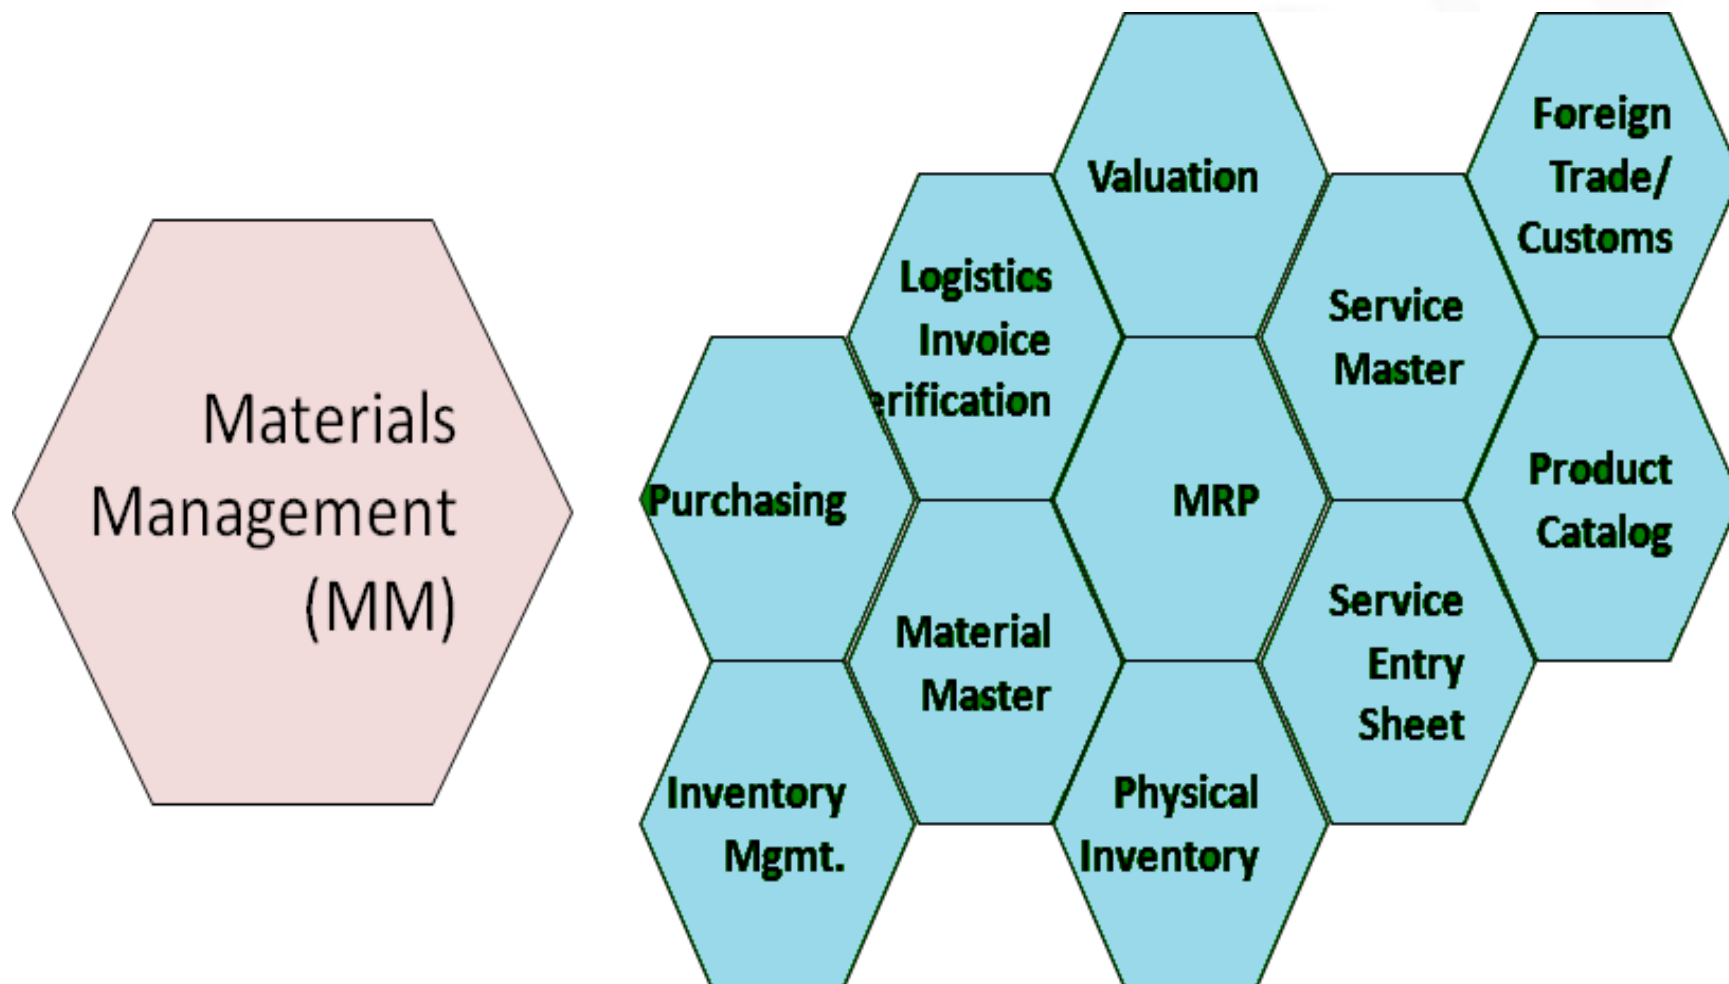 Materials
Management
(MM)
Purchasing
Inventory
Mgmt.
Logistics
Invoice
erification
Material
Master
Valuation
MRP
Physical
Inventory
Service
Master
Service
Entry
Sheet
Foreign
Trade/
Customs
Product
Catalog